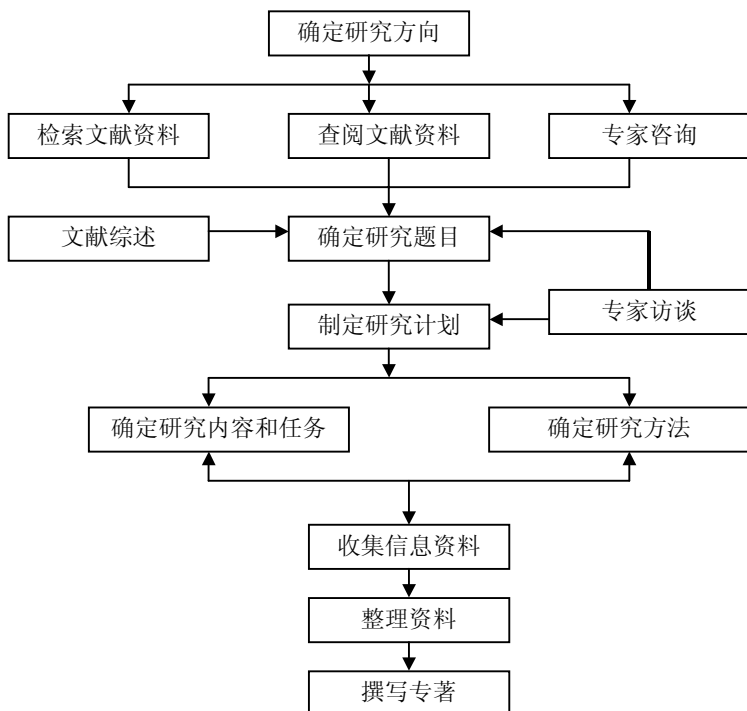 确定研究方向
检索文献资料
查阅文献资料
专家咨询
文献综述
确定研究题目
制定研究计划
专家访谈
确定研究内容和任务
确定研究方法
收集信息资料
整理资料
撰写专著